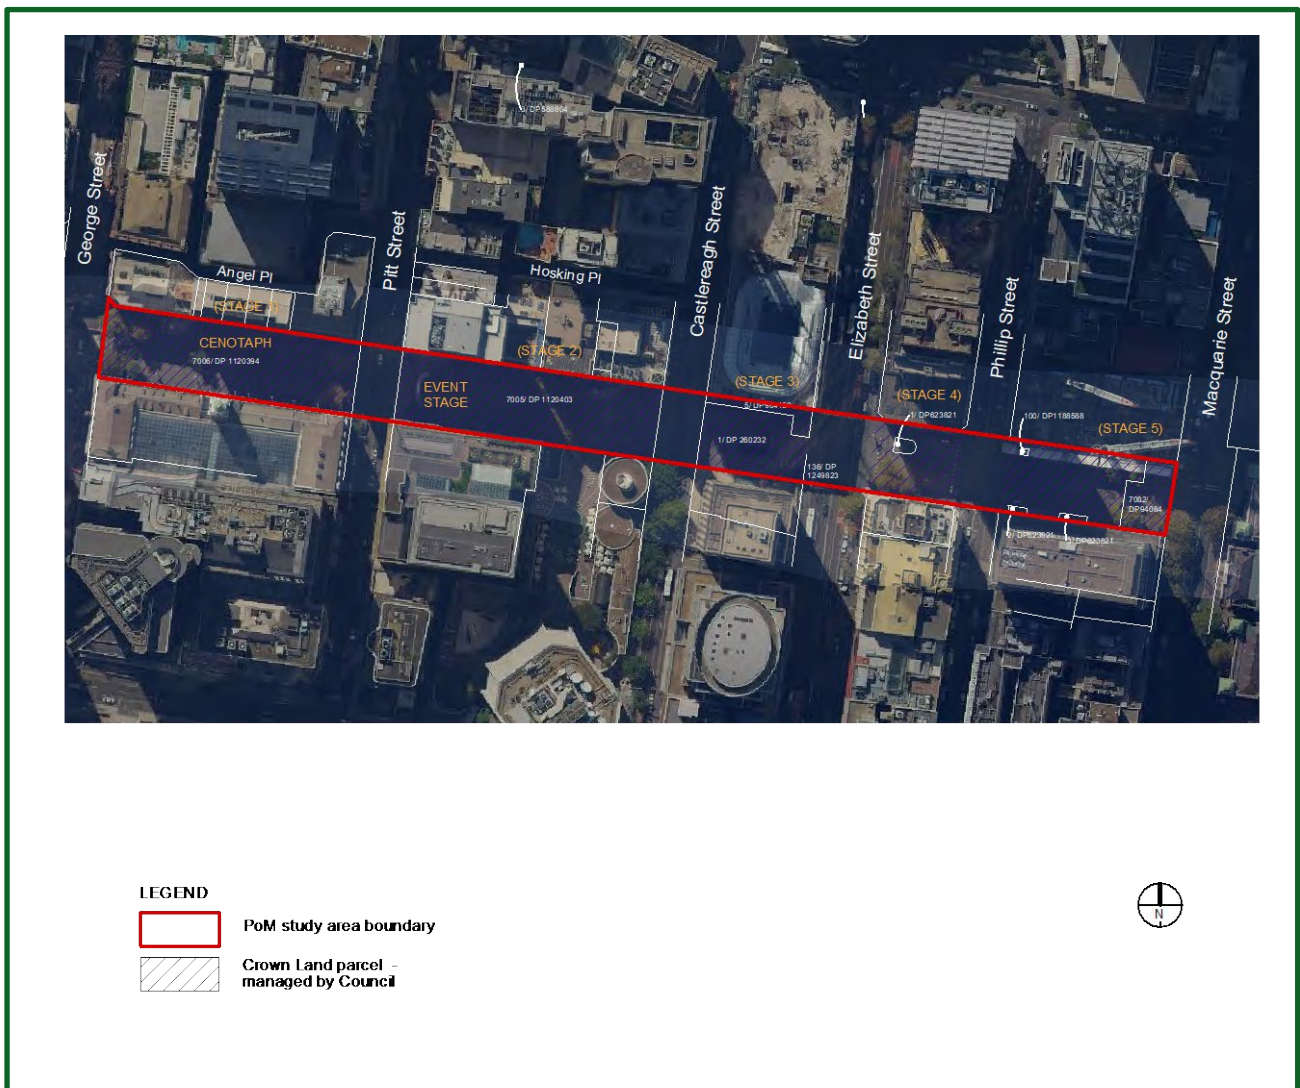 George Street
Angel Pl
Pitt Street
Hosking Pl
Castlereagh Street
Elizabeth Street
Phillip Street
Macquarie Street
CENOTAPH
7006/ DP 1120394
EVENT
STAGE
(STAGE 2)
7005/ DP 1120403
(STAGE 3)
1/ DP 260232
136/ DP
1249823
(STAGE 4)
1/ DP623821
100/ DP1188588
(STAGE 5)
7002/
DP94084
3/ DP623821
LEGEND
PoM study area boundary
Crown Land parcel -
managed by Council
N